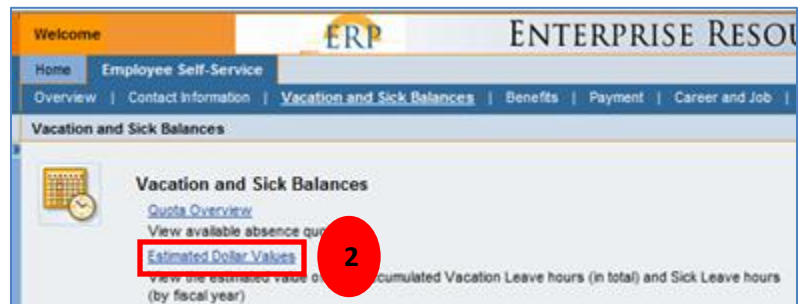 Welcome
ERP
ENTERPRISE RESOU
Home Employee Self-Service
Overview | Contact Information | Vacation and Sick Balances | Benefits | Payment | Career and Job |
Vacation and Sick Balances
Vacation and Sick Balances
Quota Overview
View available absence quo
Estimated Dollar Values
2
View the estimated value of cumulated Vacation Leave hours (in total) and Sick Leave hours
(by fiscal year)